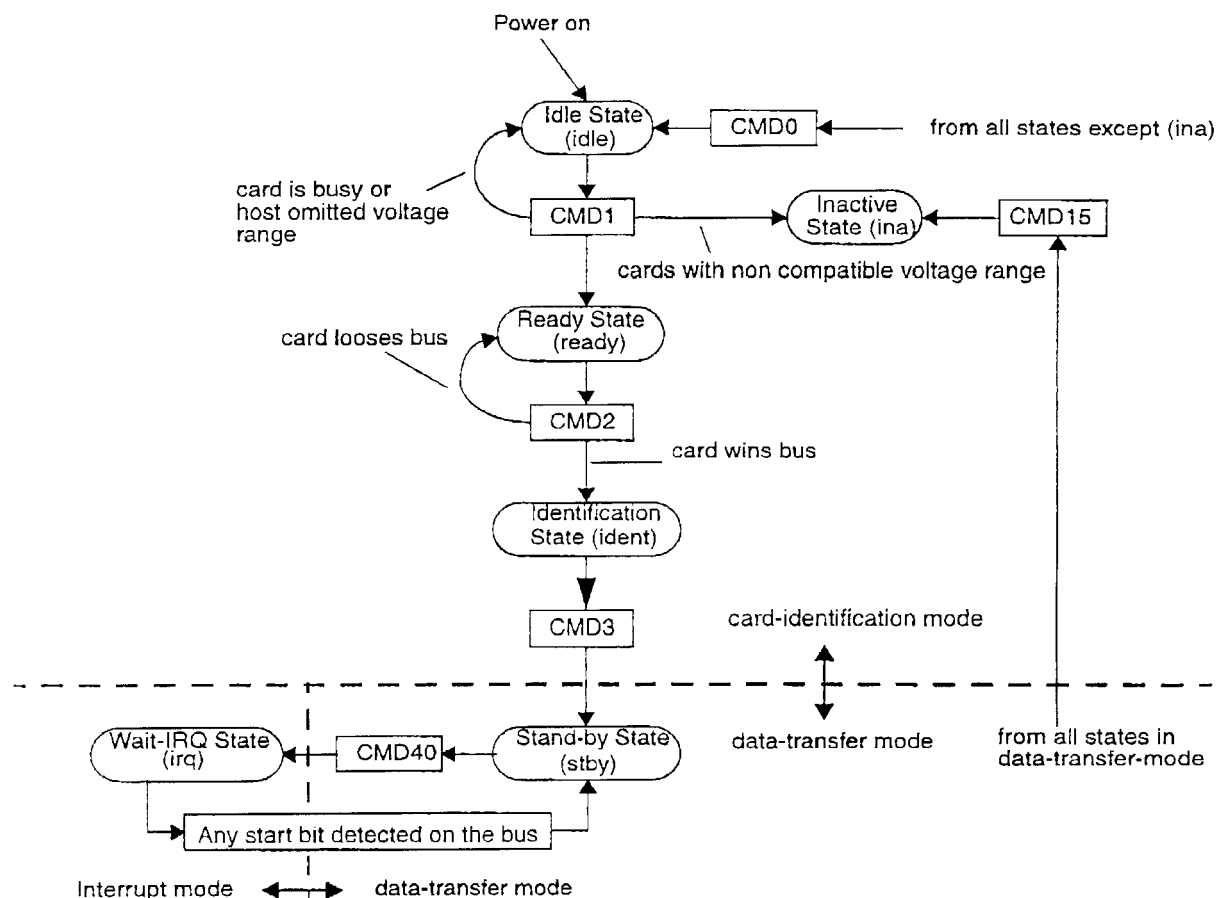 Power on
Idle State
(idle)
CMD0
from all states except (ina)
card is busy or
host omitted voltage
range
CMD1
Inactive
State (ina)
CMD15
cards with non compatible voltage range
Ready State
(ready)
card looses bus
CMD2
card wins bus
Identification
State (ident)
CMD3
card-identification mode
Wait-IRQ State
(irq)
CMD40
Stand-by State
(stby)
data-transfer mode
from all states in
data-transfer-mode
Any start bit detected on the bus
Interrupt mode
data-transfer mode